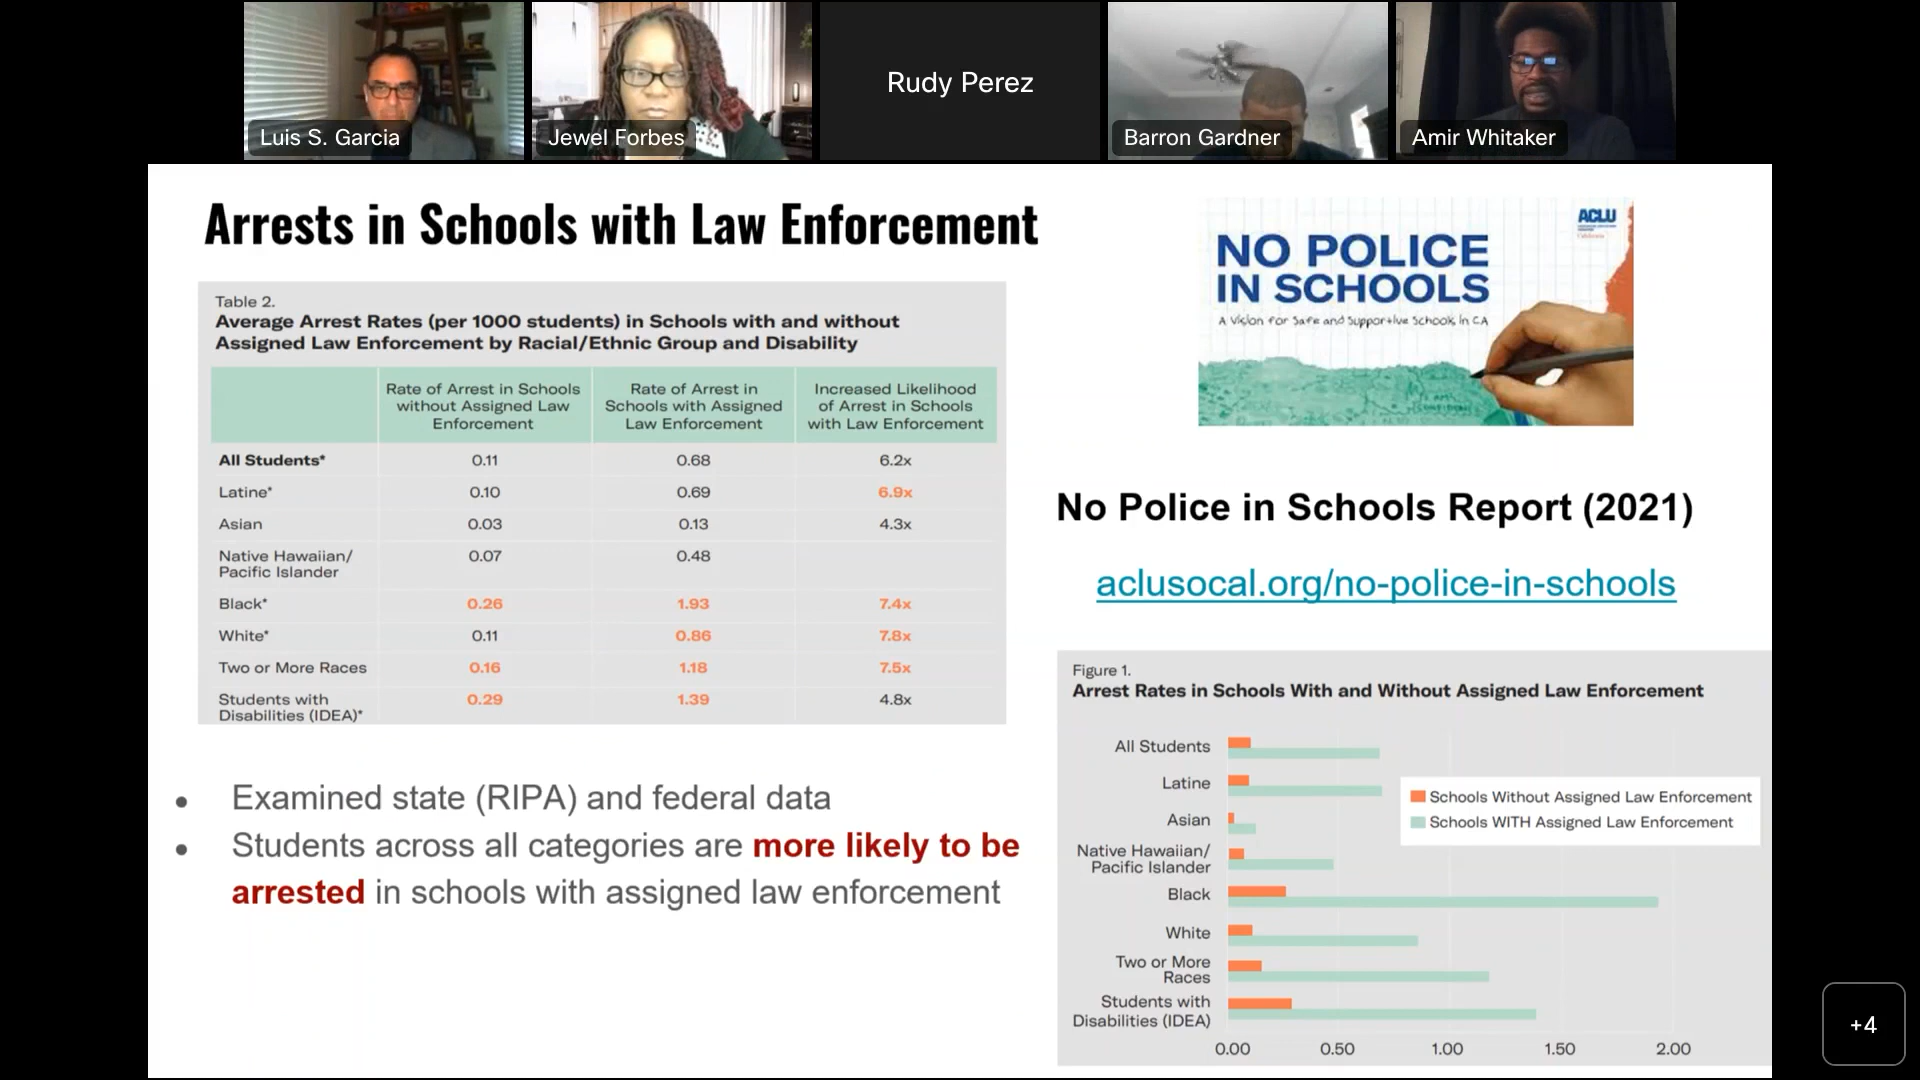 Luis S. Garcia
Jewel Forbes
Rudy Perez
Barron Gardner
Amir Whitaker
Arrests in Schools with Law Enforcement
Table 2.
Average Arrest Rates (per 1000 students) in Schools with and without
Assigned Law Enforcement by Racial/Ethnic Group and Disability
Rate of Arrest in Schools without Assigned Law Enforcement
Rate of Arrest in Schools with Assigned Law Enforcement
Increased Likelihood of Arrest in Schools with Law Enforcement
All Students* 0.11 0.68 6.2x
Latine* 0.10 0.69 6.9x
Asian 0.03 0.13 4.3x
Native Hawaiian/ 0.07 0.48
Pacific Islander
Black* 0.26 1.93 7.4x
White* 0.11 0.86 7.8x
Two or More Races 0.16 1.18 7.5x
Students with 0.29 1.39 4.8x
Disabilities (IDEA)*
• Examined state (RIPA) and federal data
• Students across all categories are more likely to be
arrested in schools with assigned law enforcement
ACLU
NO POLICE
IN SCHOOLS
A Vision for Safe and Supportive Schools in CA
No Police in Schools Report (2021)
aclusocal.org/no-police-in-schools
Figure 1.
Arrest Rates in Schools With and Without Assigned Law Enforcement
All Students
Latine
Asian
Native Hawaiian/
Pacific Islander
Black
White
Two or More
Races
Students with
Disabilities (IDEA)
Schools Without Assigned Law Enforcement
Schools WITH Assigned Law Enforcement
0.00 0.50 1.00 1.50 2.00
+4